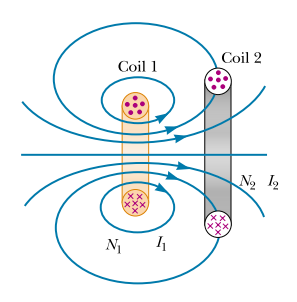 Coil 2
Coil 1
N₂ I₂
N₁ I₁